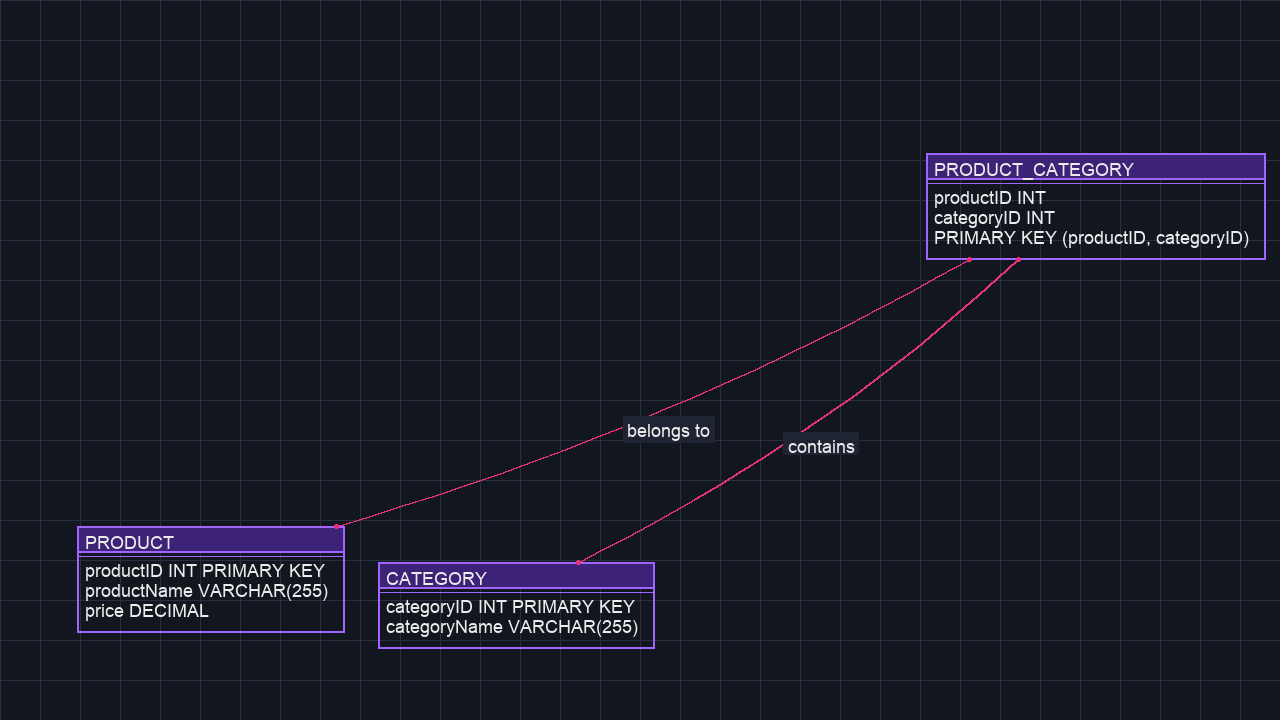 PRODUCT_CATEGORY
productID INT
categoryID INT
PRIMARY KEY (productID, categoryID)
belongs to
contains
PRODUCT
productID INT PRIMARY KEY
productName VARCHAR(255)
price DECIMAL
CATEGORY
categoryID INT PRIMARY KEY
categoryName VARCHAR(255)